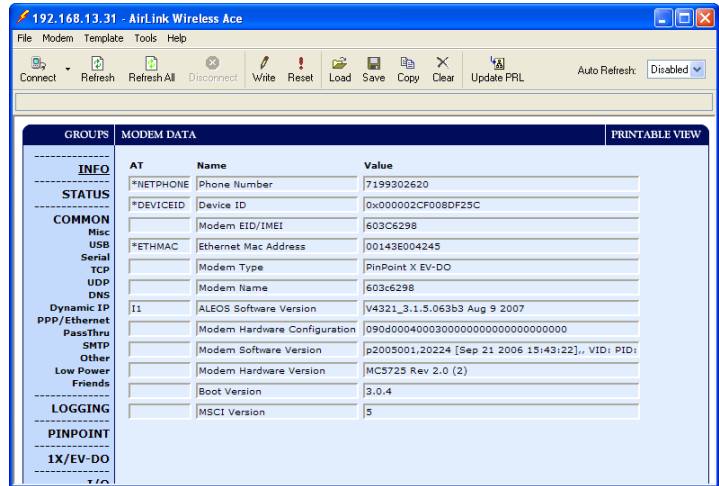 192.168.13.31 - AirLink Wireless Ace
File Modem Template Tools Help
Connect Refresh Refresh All Disconnect Write Reset Load Save Copy Clear Update PRL Auto Refresh: Disabled
GROUPS MODEM DATA PRINTABLE VIEW
INFO
STATUS
COMMON
Misc
USB
Serial
TCP
UDP
DNS
Dynamic IP
PPP/Ethernet
PassThru
SMTP
Other
Low Power
Friends
LOGGING
PINPOINT
1X/EV-DO
I/O
AT Name Value
*NETPHONE Phone Number 7199302620
*DEVICEID Device ID 0x000002CF008DF25C
Modem EID/IMEI 603C6298
*ETHMAC Ethernet Mac Address 00143E004245
Modem Type PinPoint X EV-DO
Modem Name 603c6298
I1 ALEOS Software Version V4321_3.1.5.063b3 Aug 9 2007
Modem Hardware Configuration 090d0004000300000000000000000000
Modem Software Version p2005001,20224 [Sep 21 2006 15:43:22],, VID: PID:
Modem Hardware Version MC5725 Rev 2.0 (2)
Boot Version 3.0.4
MSCI Version 5